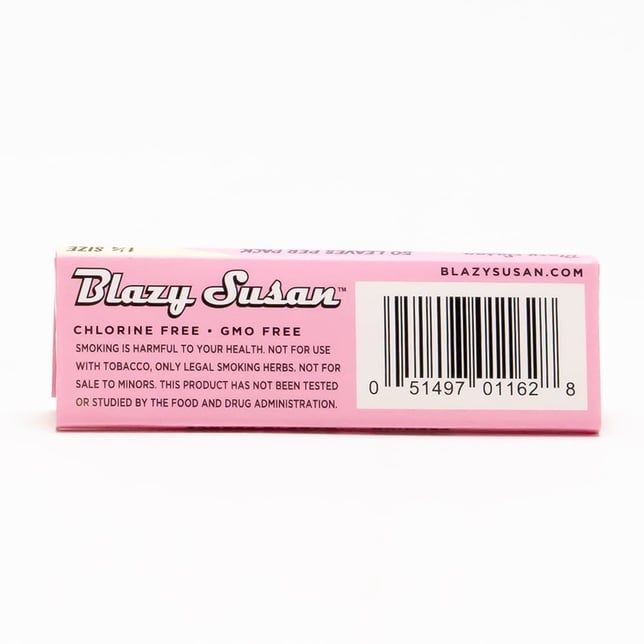 1¼ SIZE
50 LEAVES PER PACK
Blazy Susan
BLAZYSUSAN.COM
Blazy Susan™
CHLORINE FREE • GMO FREE
SMOKING IS HARMFUL TO YOUR HEALTH. NOT FOR USE
WITH TOBACCO, ONLY LEGAL SMOKING HERBS. NOT FOR
SALE TO MINORS. THIS PRODUCT HAS NOT BEEN TESTED
OR STUDIED BY THE FOOD AND DRUG ADMINISTRATION.
0 51497 01162 8